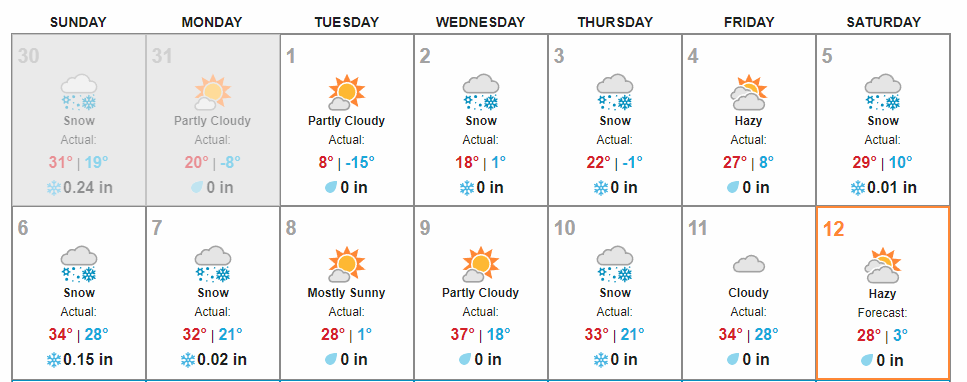 SUNDAY MONDAY TUESDAY WEDNESDAY THURSDAY FRIDAY SATURDAY
30 31 1 2 3 4 5
Snow Partly Cloudy Partly Cloudy Snow Snow Hazy Snow
Actual: Actual: Actual: Actual: Actual: Actual: Actual:
31° | 19° 20° | -8° 8° | -15° 18° | 1° 22° | -1° 27° | 8° 29° | 10°
0.24 in 0 in 0 in 0 in 0 in 0 in 0.01 in
6 7 8 9 10 11 12
Snow Snow Mostly Sunny Partly Cloudy Snow Cloudy Hazy
Actual: Actual: Actual: Actual: Actual: Actual: Forecast:
34° | 28° 32° | 21° 28° | 1° 37° | 18° 33° | 21° 34° | 28° 28° | 3°
0.15 in 0.02 in 0 in 0 in 0 in 0 in 0 in